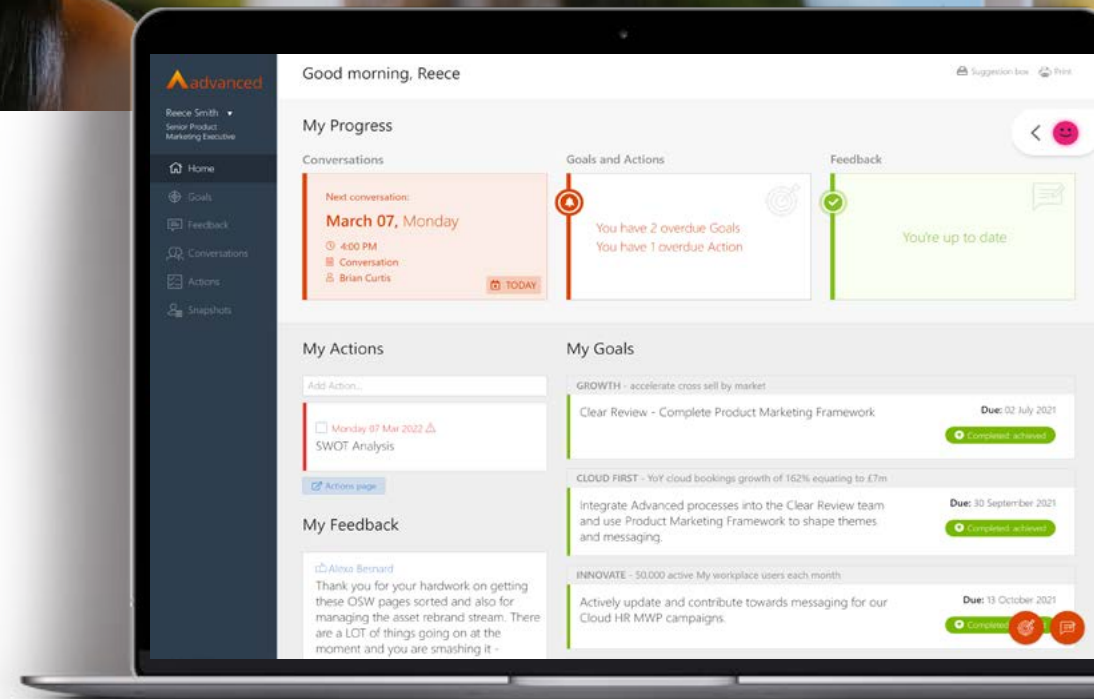 advanced
Good morning, Reece
Suggestion box
Print
Reece Smith
Senior Product
Marketing Executive
Home
Goals
Feedback
Conversations
Actions
Snapshots
My Progress
Conversations
Next conversation:
March 07, Monday
4:00 PM
Conversation
Brian Curtis
TODAY
Goals and Actions
You have 2 overdue Goals
You have 1 overdue Action
Feedback
You're up to date
My Actions
Add Action...
Monday 07 Mar 2022
SWOT Analysis
Actions page
My Feedback
Alexa Bernard
Thank you for your hardwork on getting
these OSW pages sorted and also for
managing the asset rebrand stream. There
are a LOT of things going on at the
moment and you are smashing it -
My Goals
GROWTH - accelerate cross sell by market
Clear Review - Complete Product Marketing Framework
Due: 02 July 2021
Completed: achieved
CLOUD FIRST - YoY cloud bookings growth of 162% equating to £7m
Integrate Advanced processes into the Clear Review team
and use Product Marketing Framework to shape themes
and messaging.
Due: 30 September 2021
Completed: achieved
INNOVATE - 50,000 active My workplace users each month
Actively update and contribute towards messaging for our
Cloud HR MWP campaigns.
Due: 13 October 2021